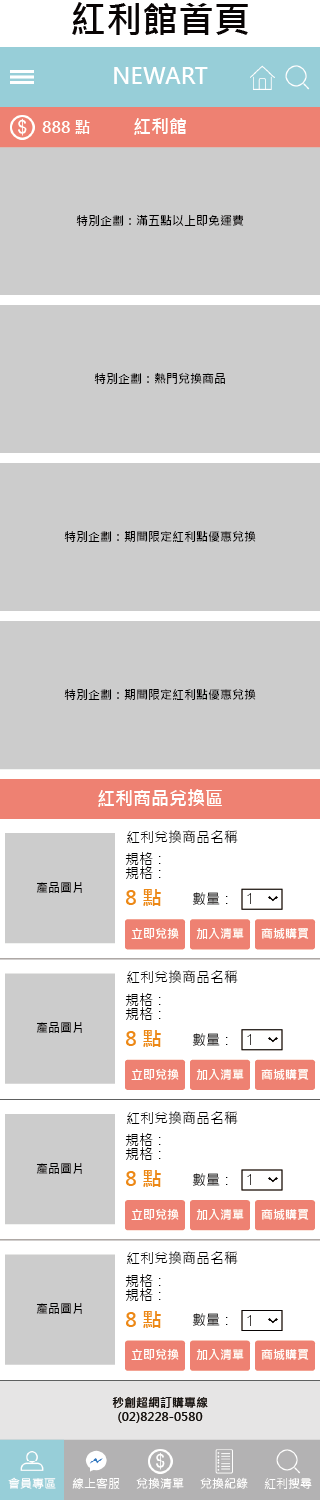 紅利館首頁
NEWART
888 點
紅利館
特別企劃：滿五點以上即免運費
特別企劃：熱門兌換商品
特別企劃：期間限定紅利點優惠兌換
特別企劃：期間限定紅利點優惠兌換
紅利商品兌換區
產品圖片
紅利兌換商品名稱
規格：
規格：
8 點
數量：
1
立即兌換
加入清單
商城購買
產品圖片
紅利兌換商品名稱
規格：
規格：
8 點
數量：
1
立即兌換
加入清單
商城購買
產品圖片
紅利兌換商品名稱
規格：
規格：
8 點
數量：
1
立即兌換
加入清單
商城購買
產品圖片
紅利兌換商品名稱
規格：
規格：
8 點
數量：
1
立即兌換
加入清單
商城購買
秒創超網訂購專線
(02)8228-0580
會員專區
線上客服
兌換清單
兌換紀錄
紅利搜尋